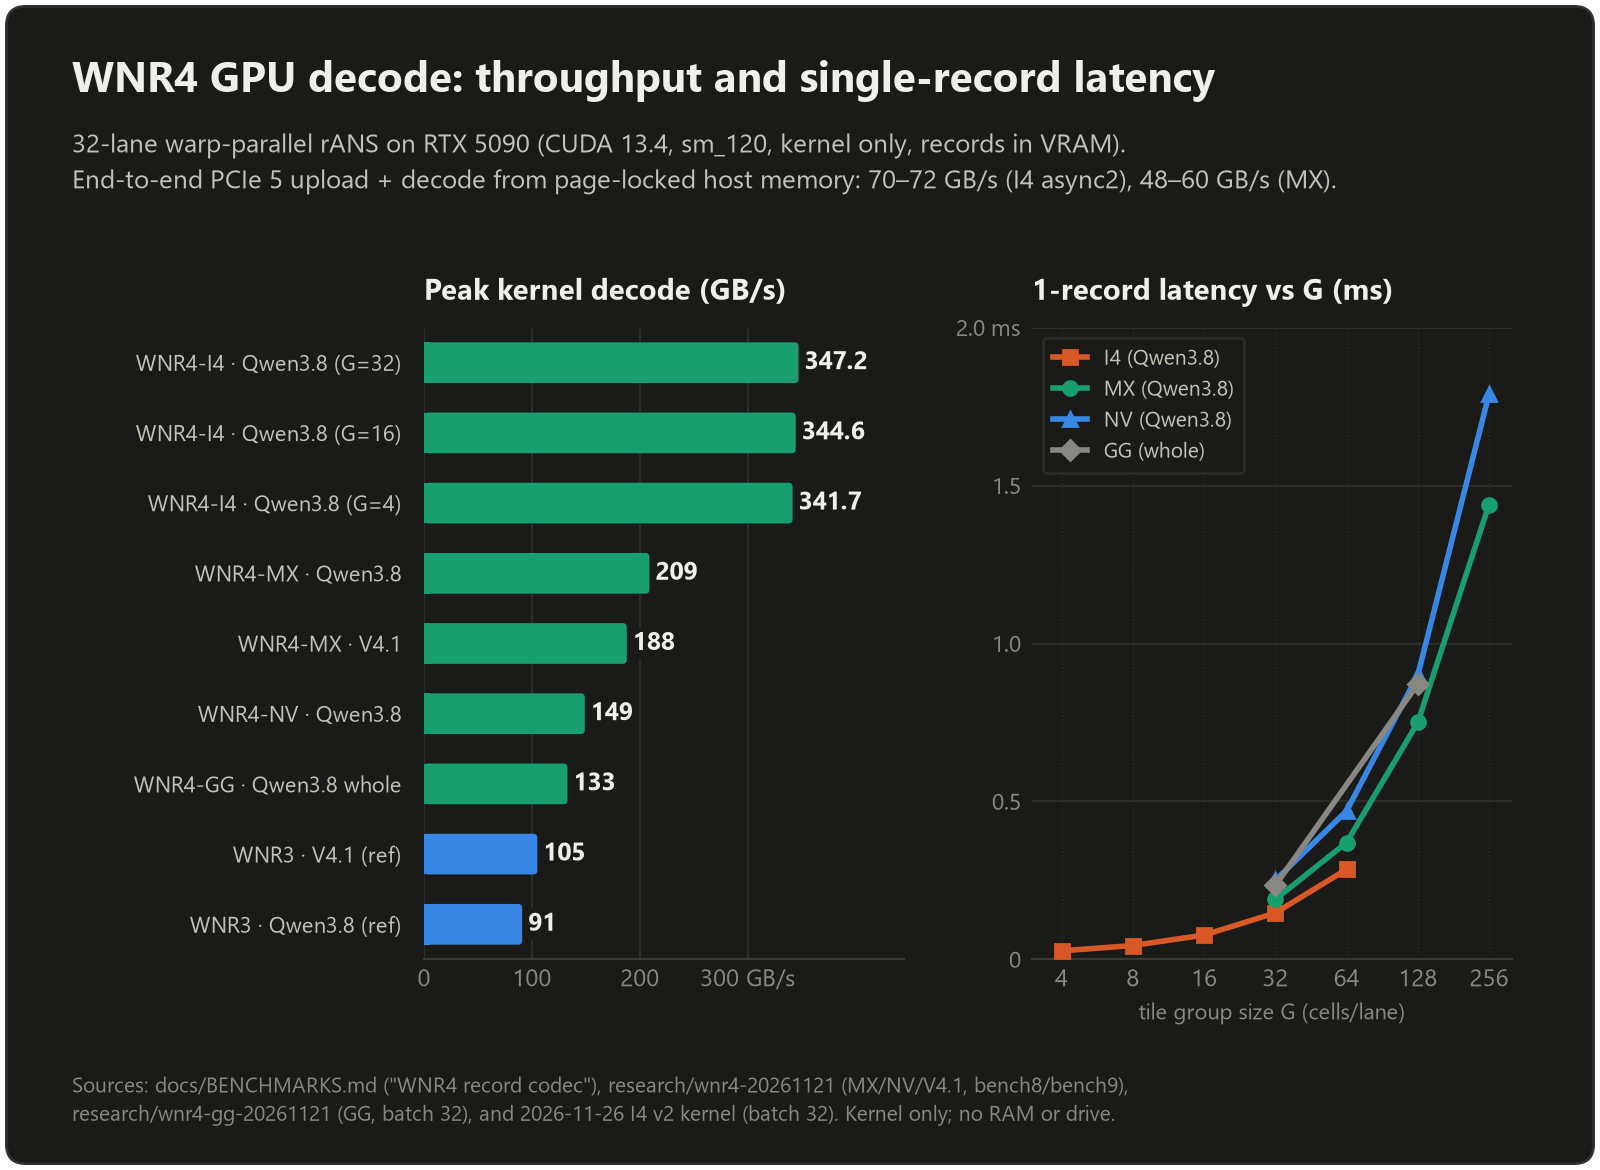 WNR4 GPU decode: throughput and single-record latency
32-lane warp-parallel rANS on RTX 5090 (CUDA 13.4, sm_120, kernel only, records in VRAM).
End-to-end PCIe 5 upload + decode from page-locked host memory: 70–72 GB/s (I4 async2), 48–60 GB/s (MX).
Peak kernel decode (GB/s)
WNR4-I4 · Qwen3.8 (G=32)
347.2
WNR4-I4 · Qwen3.8 (G=16)
344.6
WNR4-I4 · Qwen3.8 (G=4)
341.7
WNR4-MX · Qwen3.8
209
WNR4-MX · V4.1
188
WNR4-NV · Qwen3.8
149
WNR4-GG · Qwen3.8 whole
133
WNR3 · V4.1 (ref)
105
WNR3 · Qwen3.8 (ref)
91
0 100 200 300 GB/s
1-record latency vs G (ms)
2.0 ms
I4 (Qwen3.8)
MX (Qwen3.8)
NV (Qwen3.8)
GG (whole)
1.5
1.0
0.5
0
4 8 16 32 64 128 256
tile group size G (cells/lane)
Sources: docs/BENCHMARKS.md ("WNR4 record codec"), research/wnr4-20261121 (MX/NV/V4.1, bench8/bench9),
research/wnr4-gg-20261121 (GG, batch 32), and 2026-11-26 I4 v2 kernel (batch 32). Kernel only; no RAM or drive.